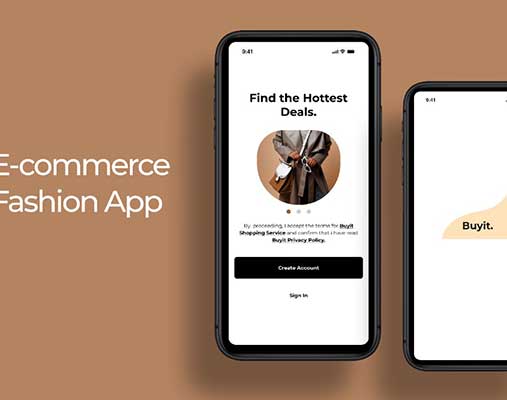 E-commerce
Fashion App
9:41
Find the Hottest
Deals.
By proceeding, I accept the terms for Buyit
Shopping Service and confirm that I have read
Buyit Privacy Policy.
Create Account
Sign In
9:41
Buyit.